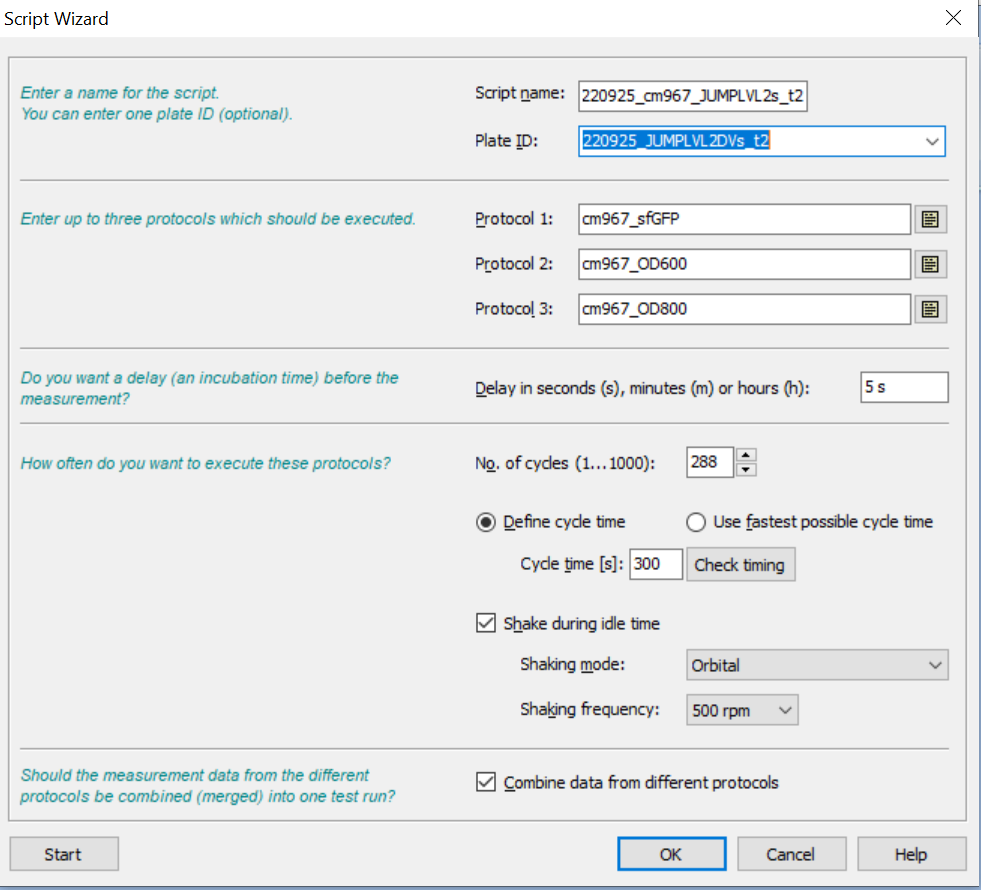 Script Wizard
Enter a name for the script.
You can enter one plate ID (optional).
Script name: 220925_cm967_JUMPLVL2s_t2
Plate ID: 220925_JUMPLVL2DVs_t2
Enter up to three protocols which should be executed.
Protocol 1: cm967_sfGFP
Protocol 2: cm967_OD600
Protocol 3: cm967_OD800
Do you want a delay (an incubation time) before the
measurement?
Delay in seconds (s), minutes (m) or hours (h): 5 s
How often do you want to execute these protocols?
No. of cycles (1...1000): 288
Define cycle time Use fastest possible cycle time
Cycle time [s]: 300 Check timing
Shake during idle time
Shaking mode: Orbital
Shaking frequency: 500 rpm
Should the measurement data from the different
protocols be combined (merged) into one test run?
Combine data from different protocols
Start OK Cancel Help